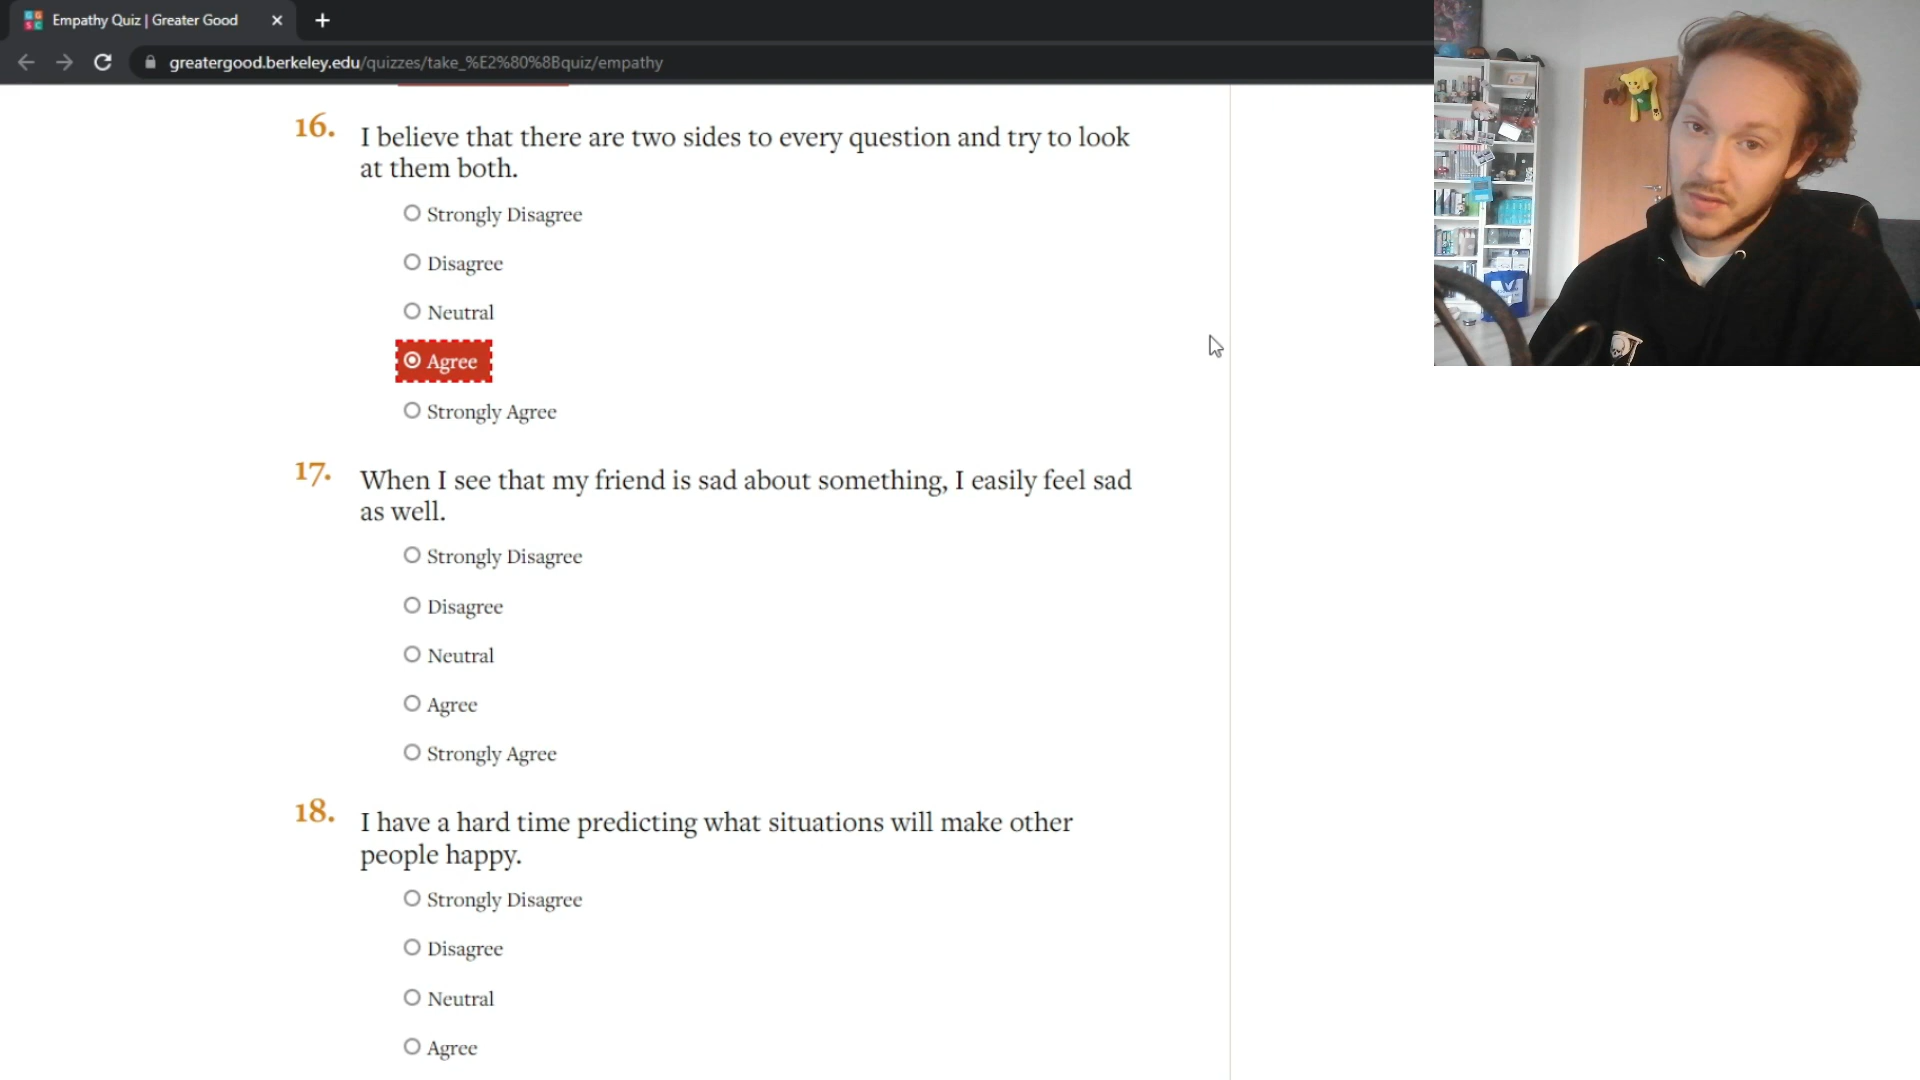 Empathy Quiz | Greater Good
greatergood.berkeley.edu/quizzes/take_%E2%80%8Bquiz/empathy
16. I believe that there are two sides to every question and try to look
at them both.
Strongly Disagree
Disagree
Neutral
Agree
Strongly Agree
17. When I see that my friend is sad about something, I easily feel sad
as well.
Strongly Disagree
Disagree
Neutral
Agree
Strongly Agree
18. I have a hard time predicting what situations will make other
people happy.
Strongly Disagree
Disagree
Neutral
Agree